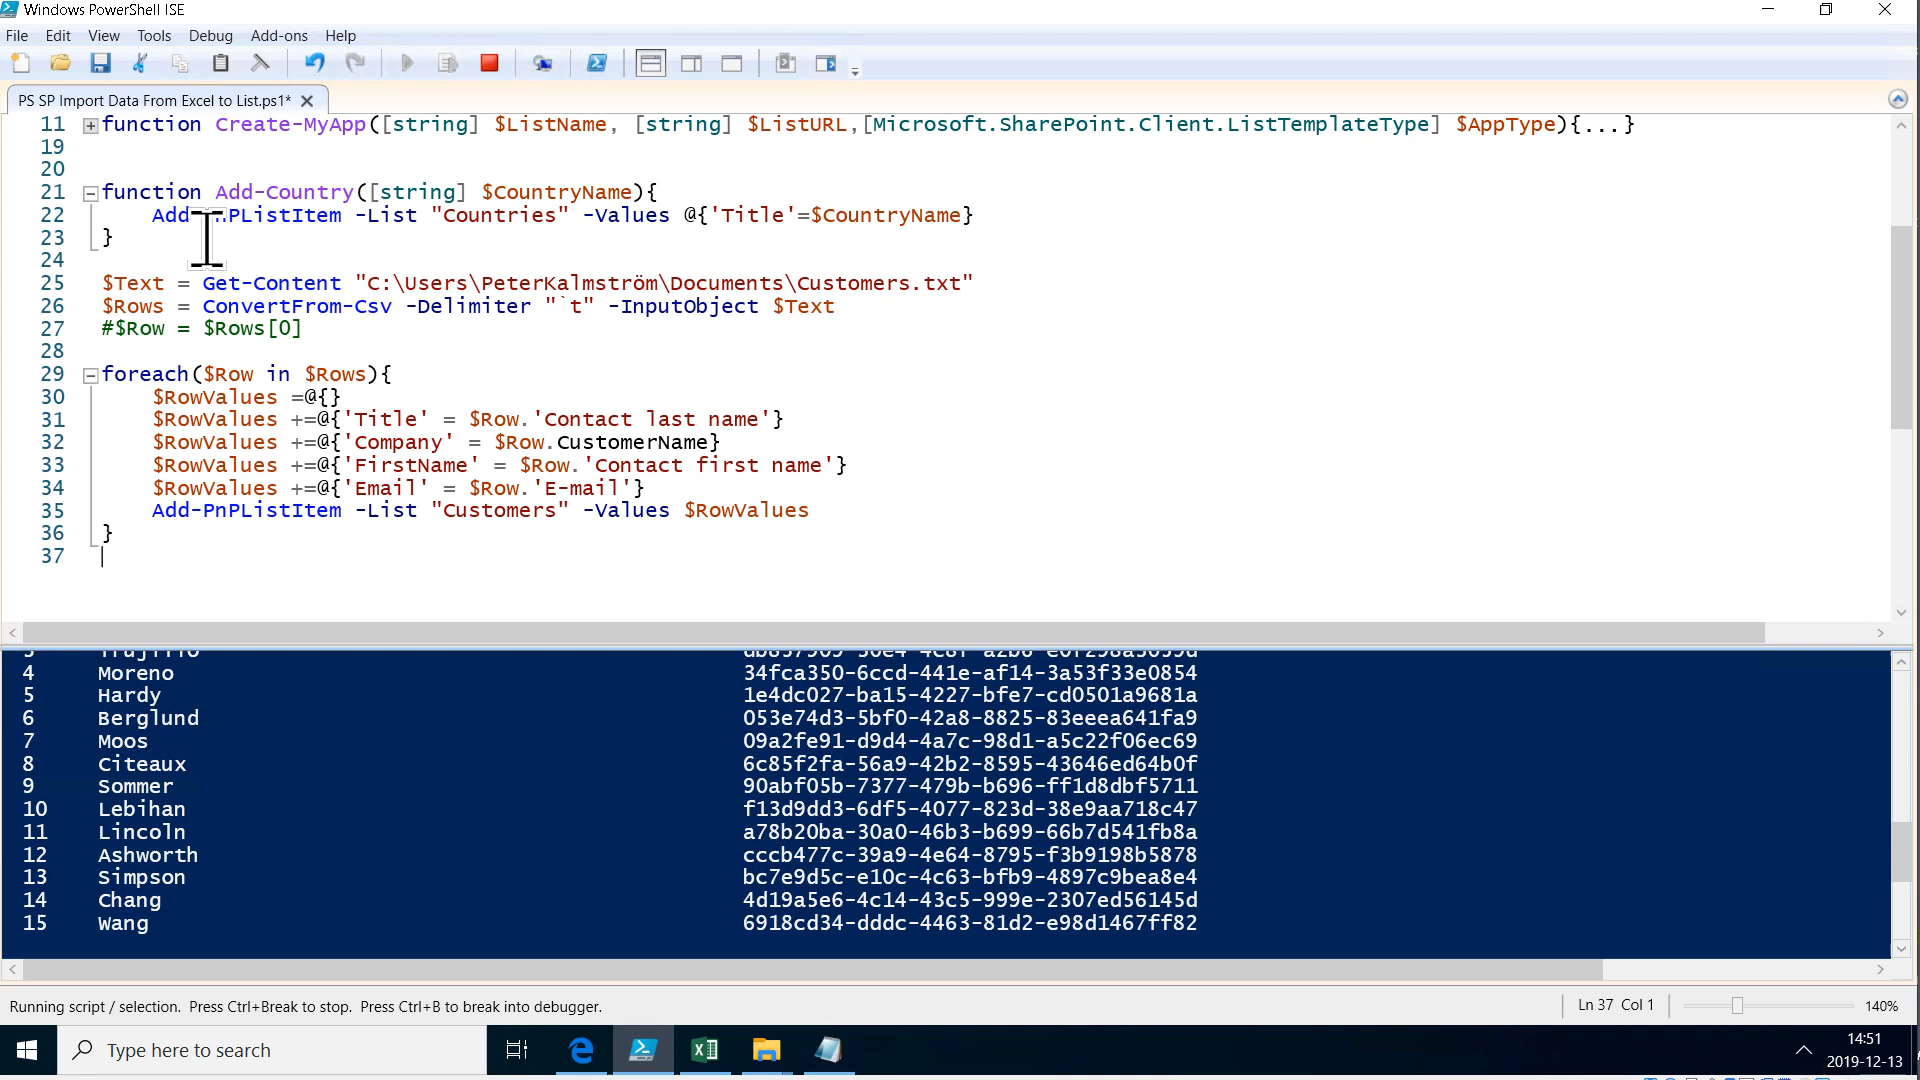 Windows PowerShell ISE
File Edit View Tools Debug Add-ons Help
PS SP Import Data From Excel to List.ps1*
11 function Create-MyApp([string] $ListName, [string] $ListURL,[Microsoft.SharePoint.Client.ListTemplateType] $AppType){...}
19
20
21 function Add-Country([string] $CountryName){
22 Add-PnPListItem -List "Countries" -Values @{'Title'=$CountryName}
23 }
24
25 $Text = Get-Content "C:\Users\PeterKalmström\Documents\Customers.txt"
26 $Rows = ConvertFrom-Csv -Delimiter "`t" -InputObject $Text
27 #$Row = $Rows[0]
28
29 foreach($Row in $Rows){
30 $RowValues =@{}
31 $RowValues +=@{'Title' = $Row.'Contact last name'}
32 $RowValues +=@{'Company' = $Row.CustomerName}
33 $RowValues +=@{'FirstName' = $Row.'Contact first name'}
34 $RowValues +=@{'Email' = $Row.'E-mail'}
35 Add-PnPListItem -List "Customers" -Values $RowValues
36 }
37
4 Moreno 34fca350-6ccd-441e-af14-3a53f33e0854
5 Hardy 1e4dc027-ba15-4227-bfe7-cd0501a9681a
6 Berglund 053e74d3-5bf0-42a8-8825-83eeea641fa9
7 Moos 09a2fe91-d9d4-4a7c-98d1-a5c22f06ec69
8 Citeaux 6c85f2fa-56a9-42b2-8595-43646ed64b0f
9 Sommer 90abf05b-7377-479b-b696-ff1d8dbf5711
10 Lebihan f13d9dd3-6df5-4077-823d-38e9aa718c47
11 Lincoln a78b20ba-30a0-46b3-b699-66b7d541fb8a
12 Ashworth cccb477c-39a9-4e64-8795-f3b9198b5878
13 Simpson bc7e9d5c-e10c-4c63-bfb9-4897c9bea8e4
14 Chang 4d19a5e6-4c14-43c5-999e-2307ed56145d
15 Wang 6918cd34-dddc-4463-81d2-e98d1467ff82
Running script / selection. Press Ctrl+Break to stop. Press Ctrl+B to break into debugger. Ln 37 Col 1 140%
Type here to search
14:51
2019-12-13